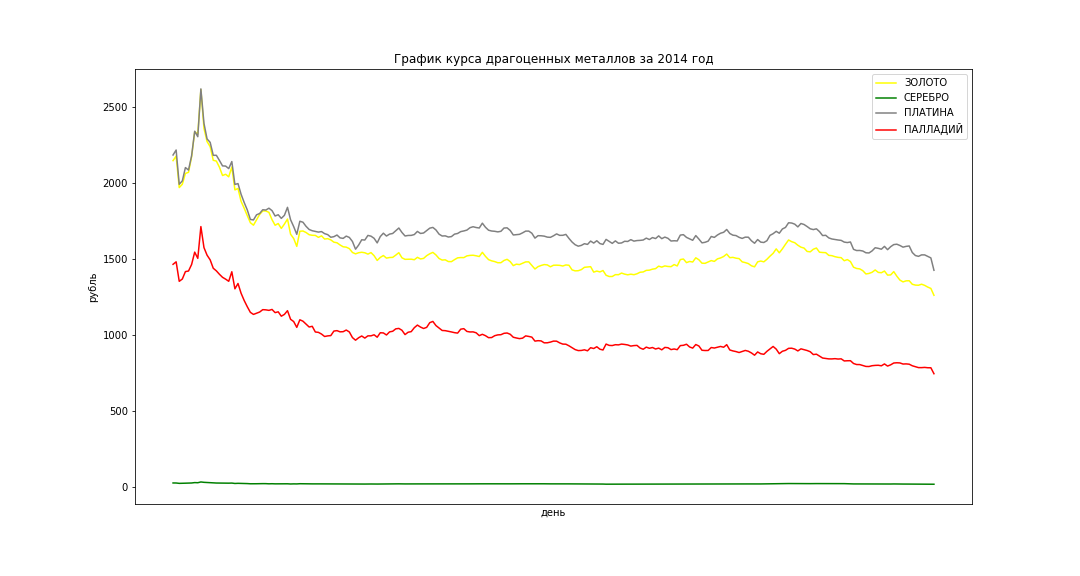 График курса драгоценных металлов за 2014 год
ЗОЛОТО
СЕРЕБРО
ПЛАТИНА
ПАЛЛАДИЙ
2500
2000
1500
1000
500
0
рубль
день